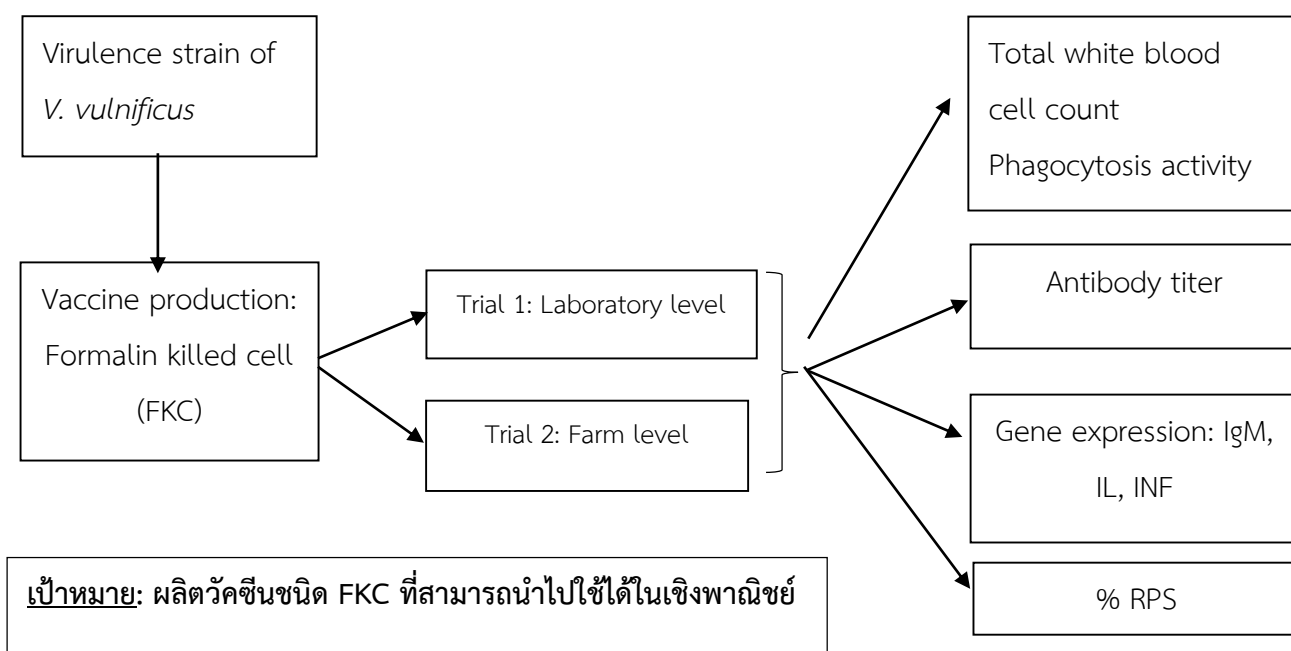 Virulence strain of
V. vulnificus
Vaccine production:
Formalin killed cell
(FKC)
Trial 1: Laboratory level
Trial 2: Farm level
Total white blood
cell count
Phagocytosis activity
Antibody titer
Gene expression: IgM,
IL, INF
% RPS
เป้าหมาย: ผลิตวัคซีนชนิด FKC ที่สามารถนำไปใช้ได้ในเชิงพาณิชย์